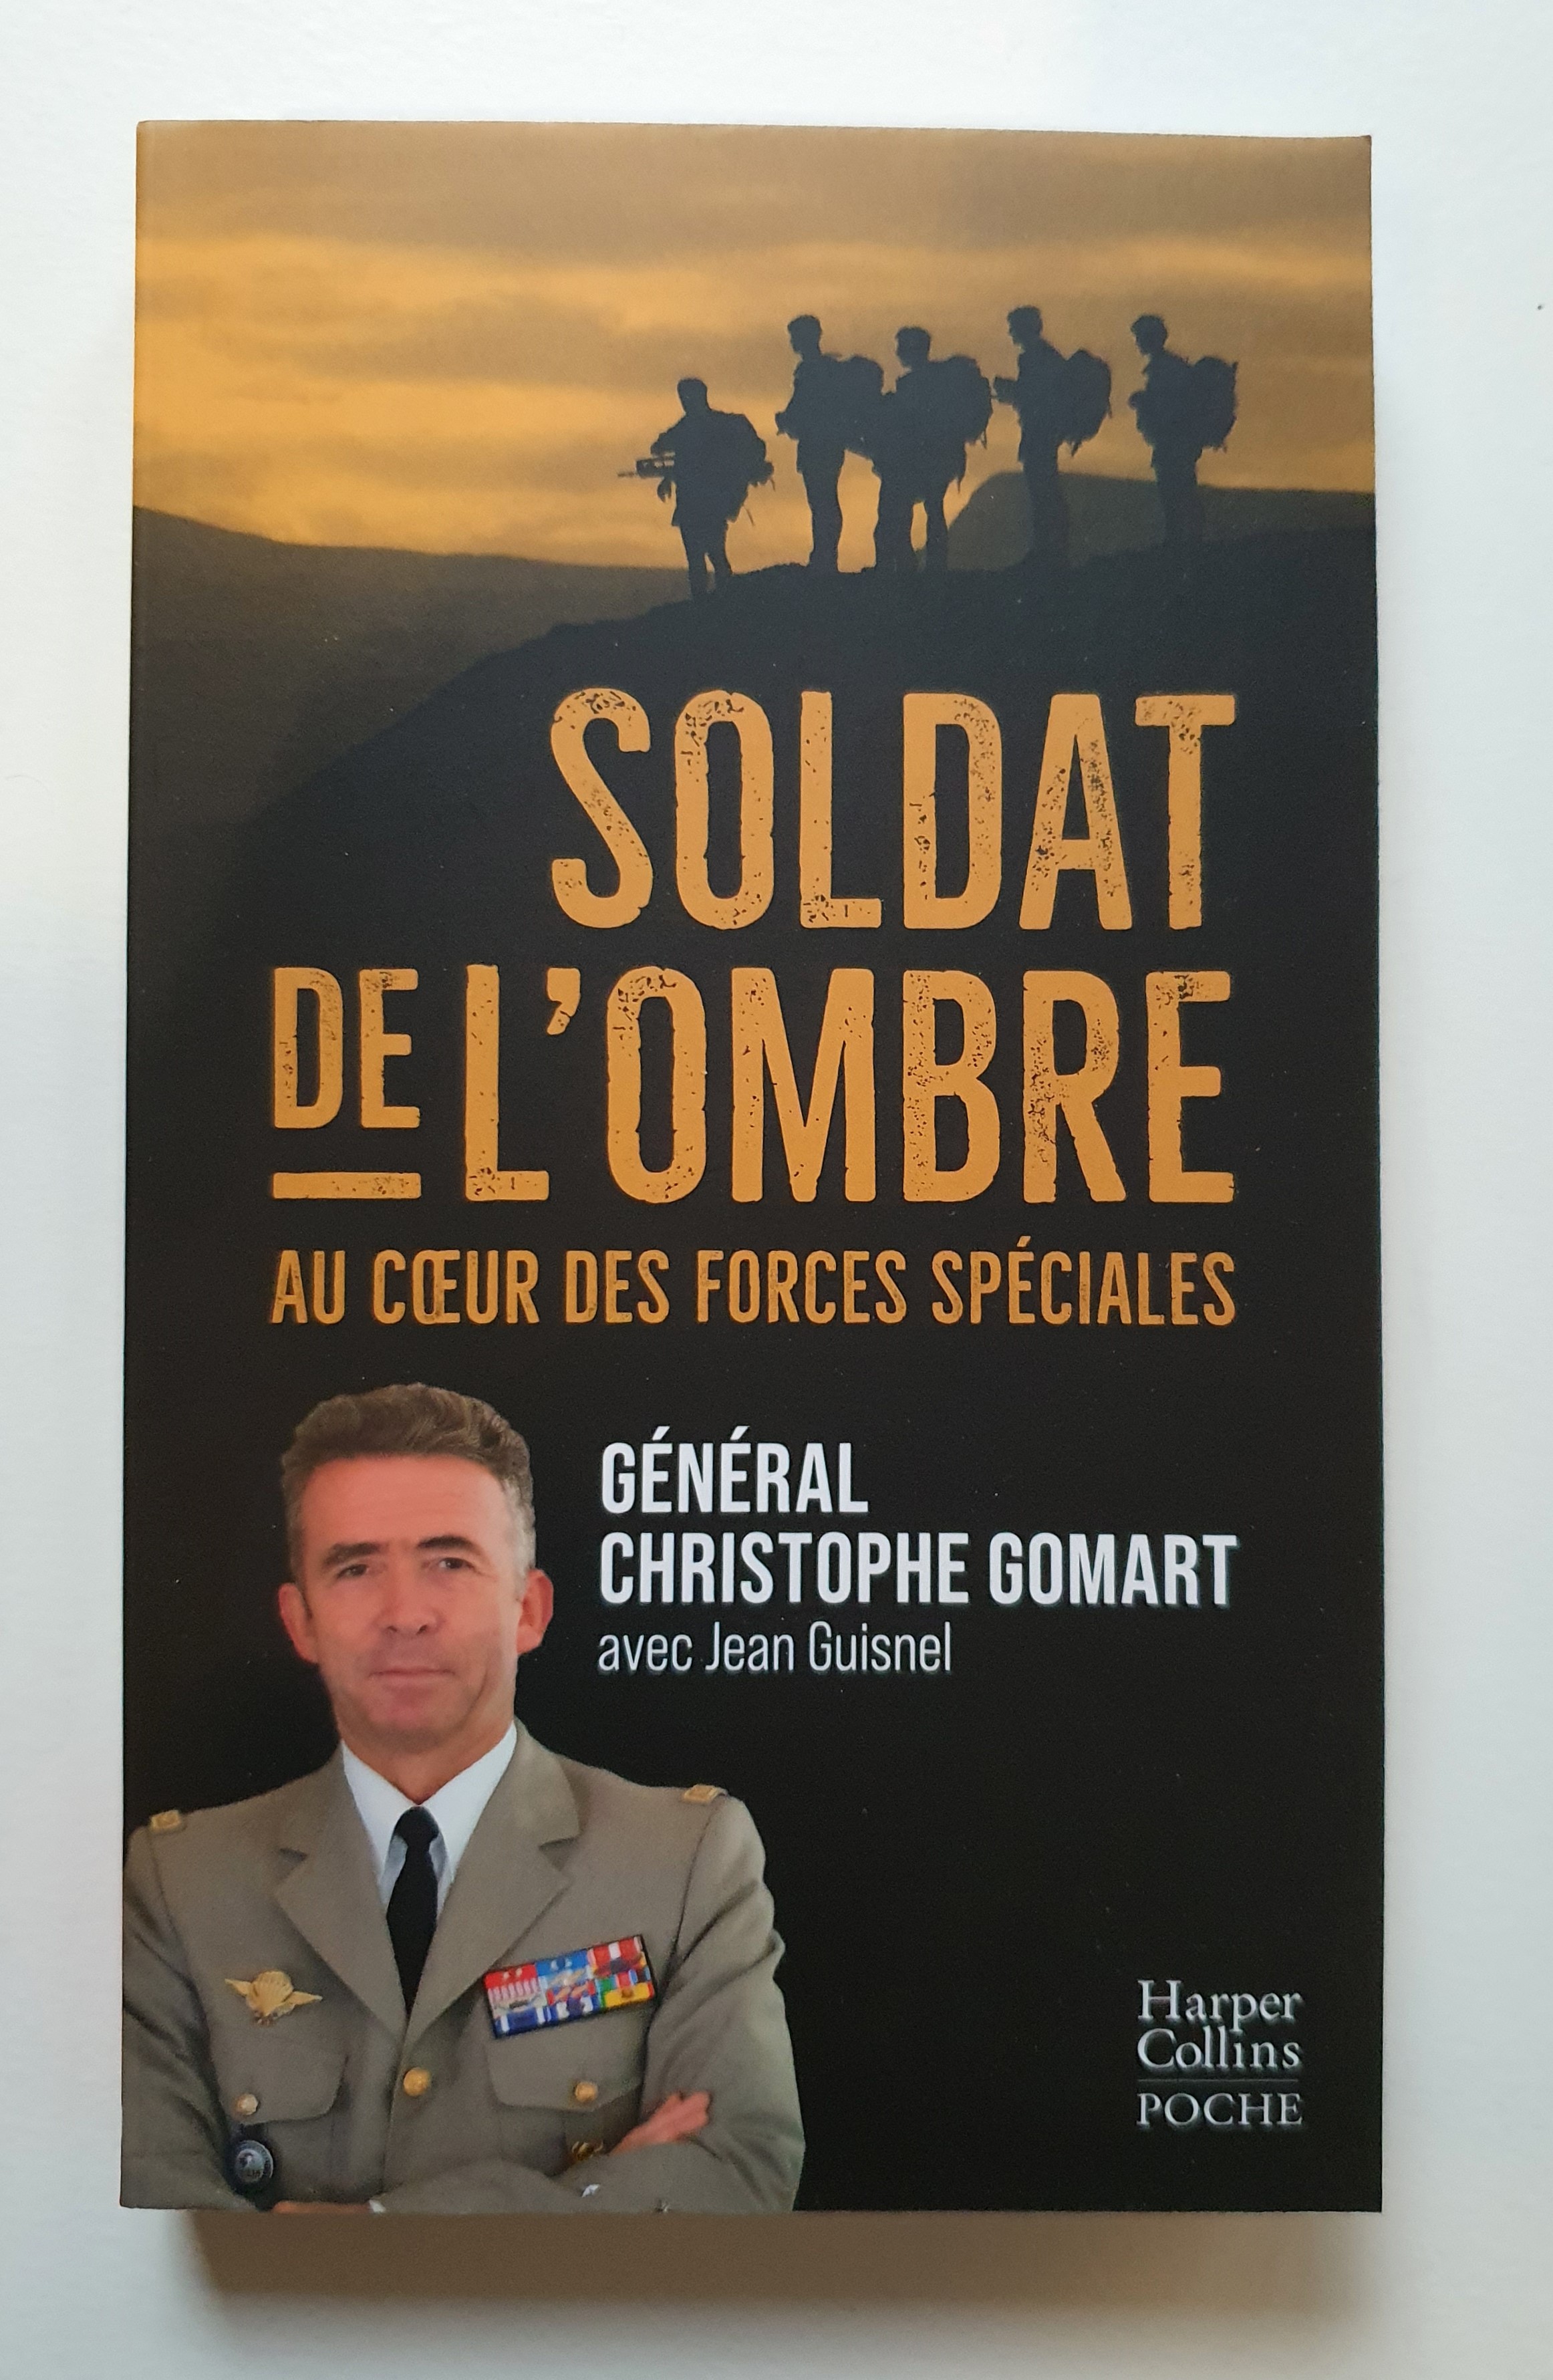 SOLDAT
DE L’OMBRE
AU CŒUR DES FORCES SPÉCIALES
GÉNÉRAL
CHRISTOPHE GOMART
avec Jean Guisnel
Harper
Collins
POCHE